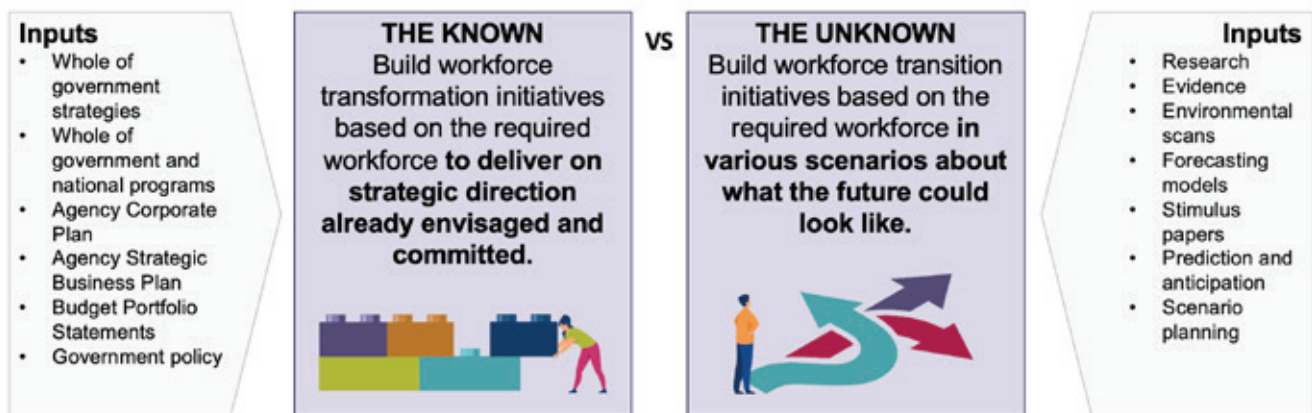 Inputs
• Whole of
government
strategies
• Whole of
government and
national programs
• Agency Corporate
Plan
• Agency Strategic
Business Plan
• Budget Portfolio
Statements
• Government policy
THE KNOWN
Build workforce
transformation initiatives
based on the required
workforce to deliver on
strategic direction
already envisaged and
committed.
VS
THE UNKNOWN
Build workforce transition
initiatives based on the
required workforce in
various scenarios about
what the future could
look like.
Inputs
• Research
• Evidence
• Environmental
scans
• Forecasting
models
• Stimulus
papers
• Prediction and
anticipation
• Scenario
planning